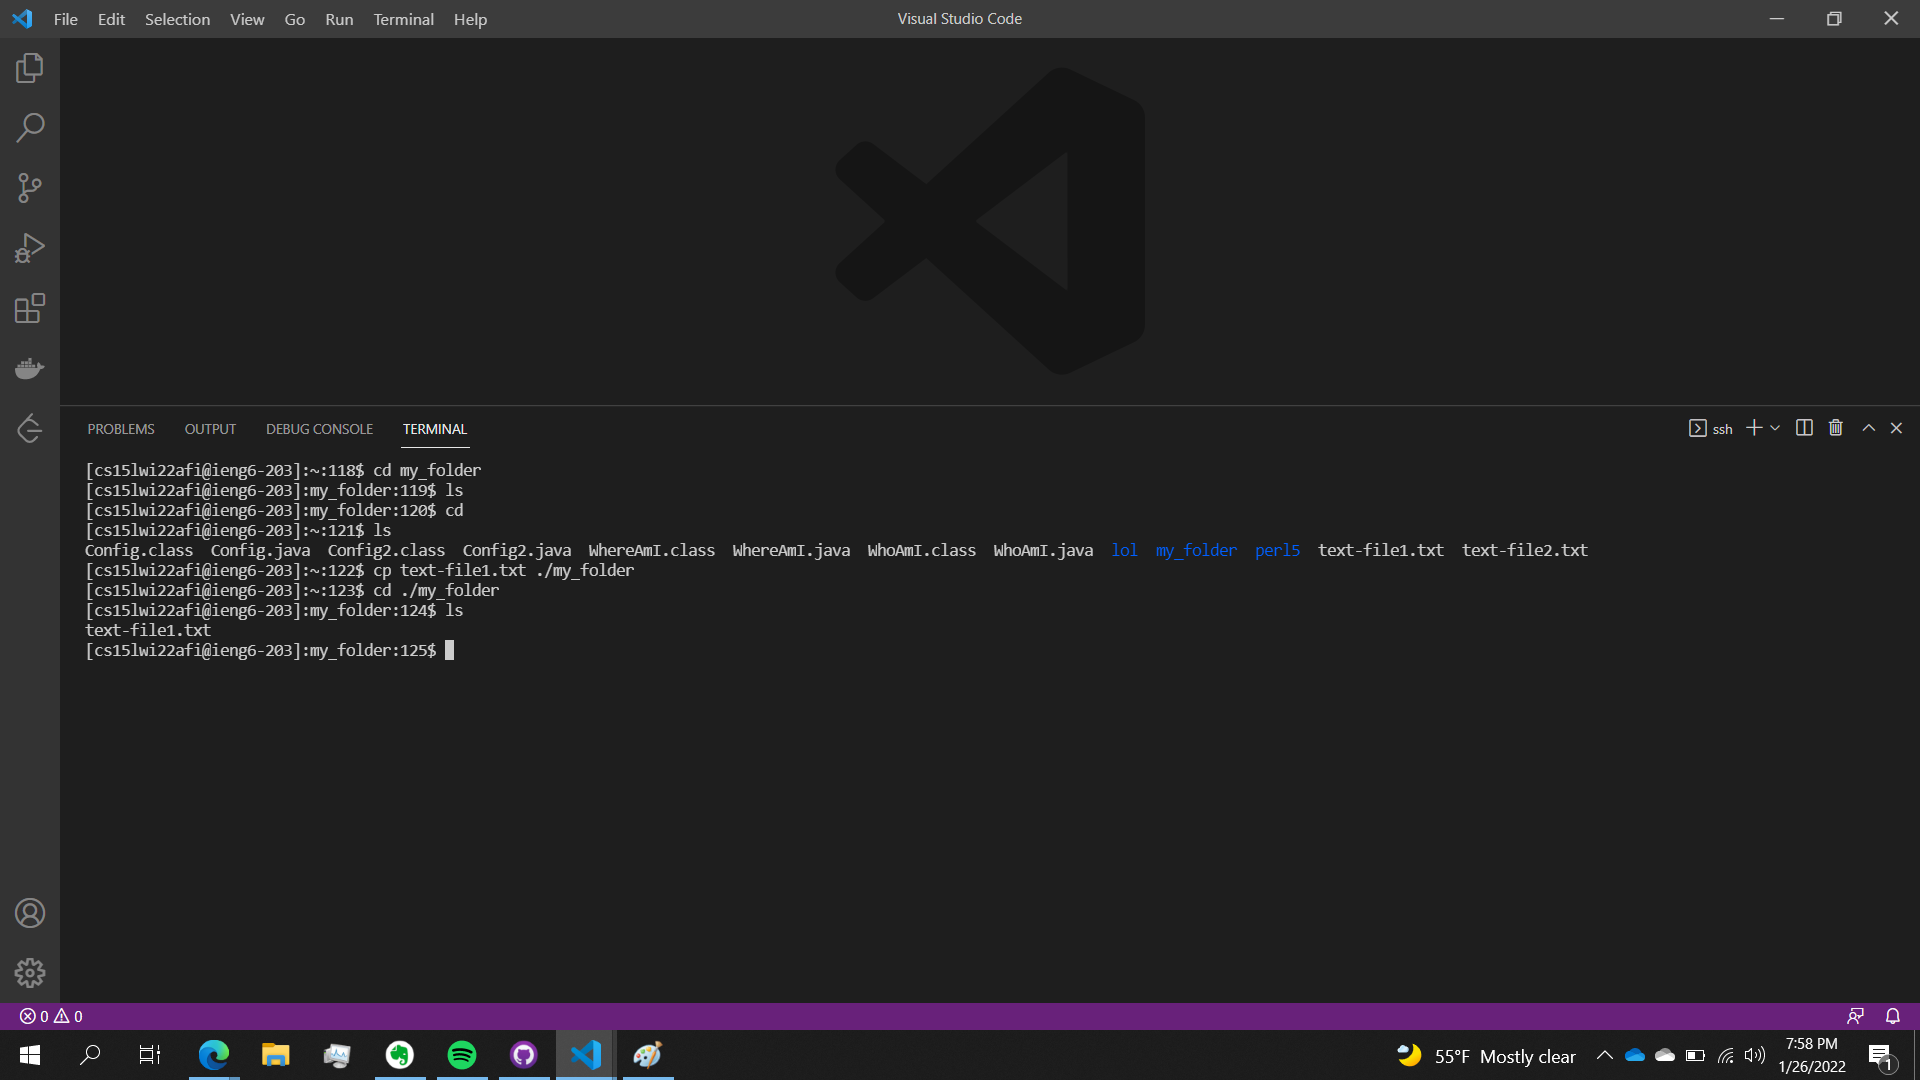 File Edit Selection View Go Run Terminal Help
Visual Studio Code
PROBLEMS OUTPUT DEBUG CONSOLE TERMINAL
ssh
[cs15lwi22afi@ieng6-203]:~:118$ cd my_folder
[cs15lwi22afi@ieng6-203]:my_folder:119$ ls
[cs15lwi22afi@ieng6-203]:my_folder:120$ cd
[cs15lwi22afi@ieng6-203]:~:121$ ls
Config.class  Config.java  Config2.class  Config2.java  WhereAmI.class  WhereAmI.java  WhoAmI.class  WhoAmI.java  lol  my_folder  perl5  text-file1.txt  text-file2.txt
[cs15lwi22afi@ieng6-203]:~:122$ cp text-file1.txt ./my_folder
[cs15lwi22afi@ieng6-203]:~:123$ cd ./my_folder
[cs15lwi22afi@ieng6-203]:my_folder:124$ ls
text-file1.txt
[cs15lwi22afi@ieng6-203]:my_folder:125$
0 0
55°F Mostly clear
7:58 PM
1/26/2022
1